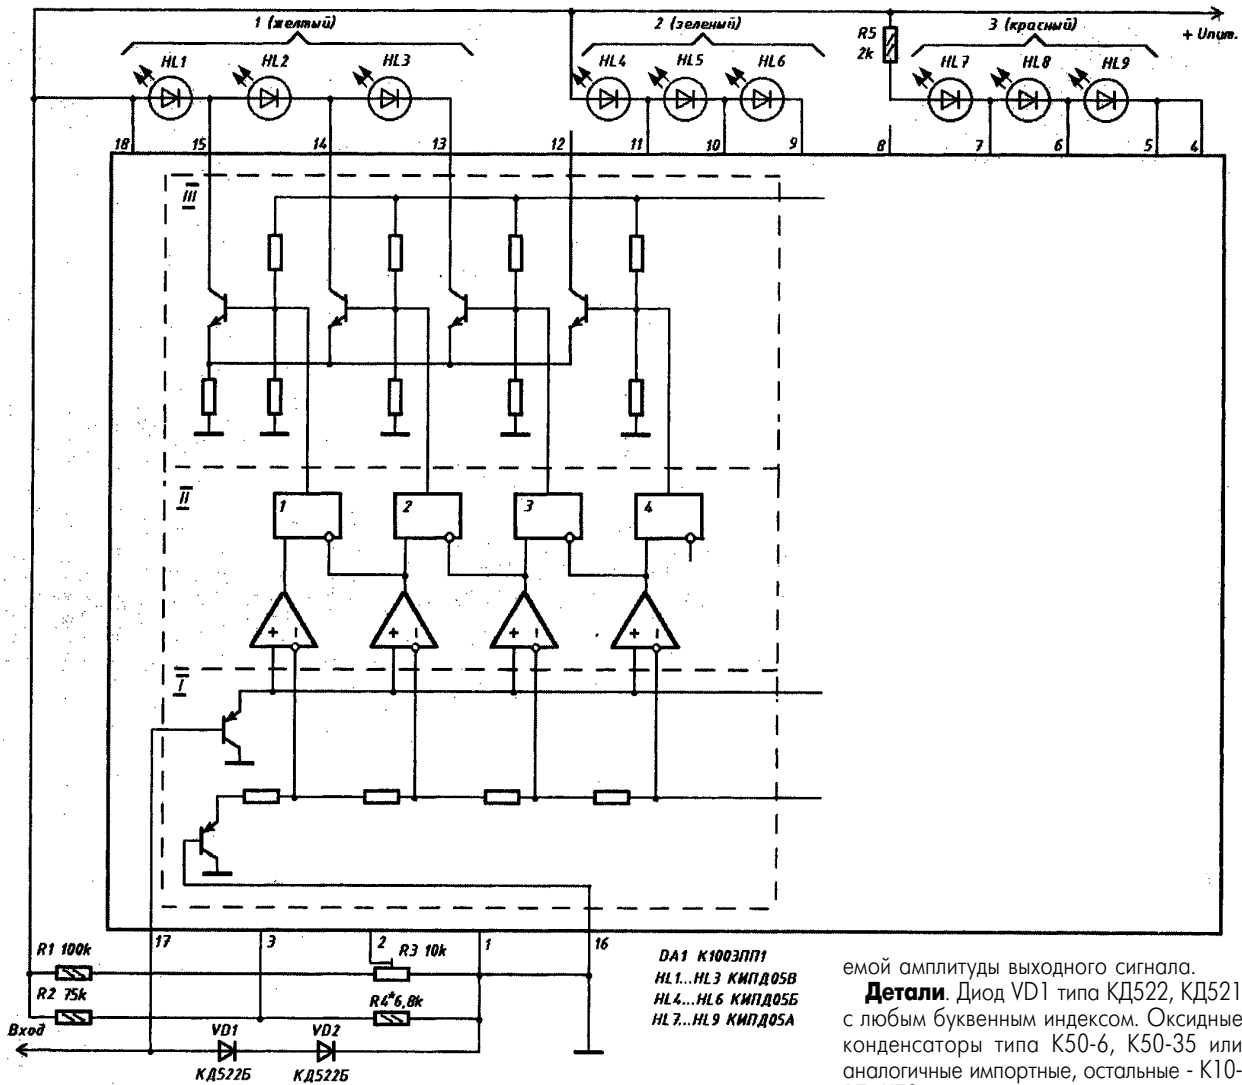 1 (желтый)
2 (зеленый)
3 (красный)
+ Uпит.
R5
2k
HL1
HL2
HL3
HL4
HL5
HL6
HL7
HL8
HL9
18
15
14
13
12
11
10
9
8
7
6
5
4
III
II
1
2
3
4
+
–
+
–
+
–
+
–
I
17
3
2
1
16
R1 100k
R3 10k
R2 75k
R4*6,8k
Вход
VD1
VD2
КД522Б
КД522Б
DA1 К1003ПП1
HL1...HL3 КИПД05В
HL4...HL6 КИПД05Б
HL7...HL9 КИПД05А
емой амплитуды выходного сигнала.
Детали. Диод VD1 типа КД522, КД521
с любым буквенным индексом. Оксидные
конденсаторы типа К50-6, К50-35 или
аналогичные импортные, остальные - К10-